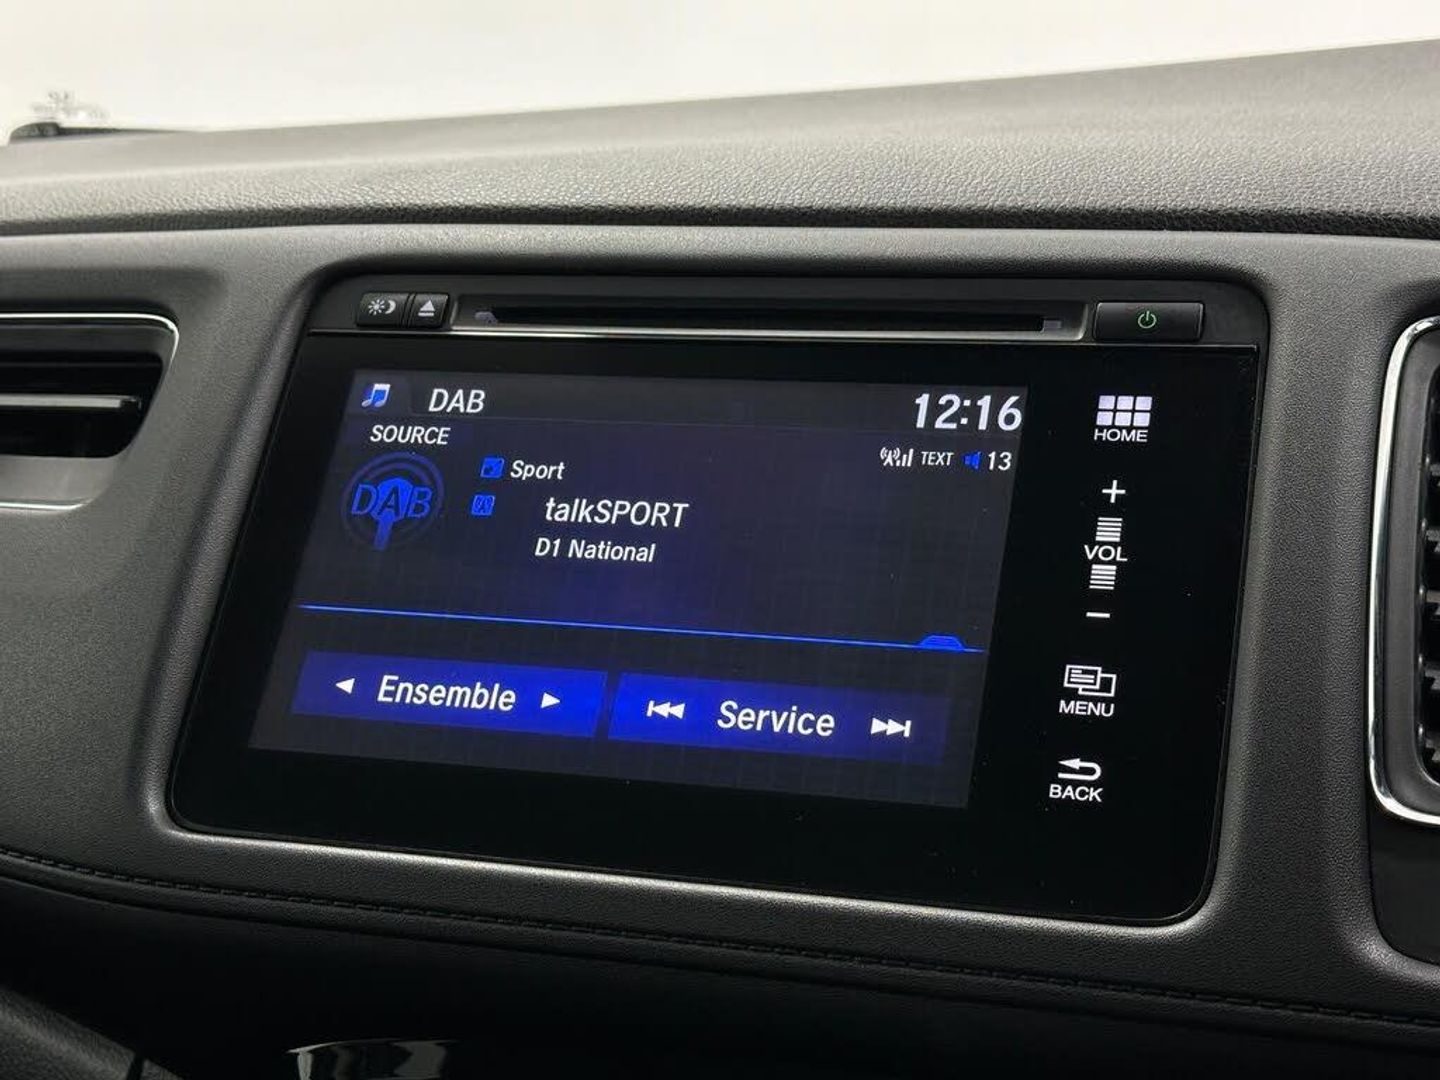 DAB
12:16
SOURCE
TEXT 13
DAB
Sport
talkSPORT
D1 National
Ensemble
Service
HOME
+
VOL
–
MENU
BACK